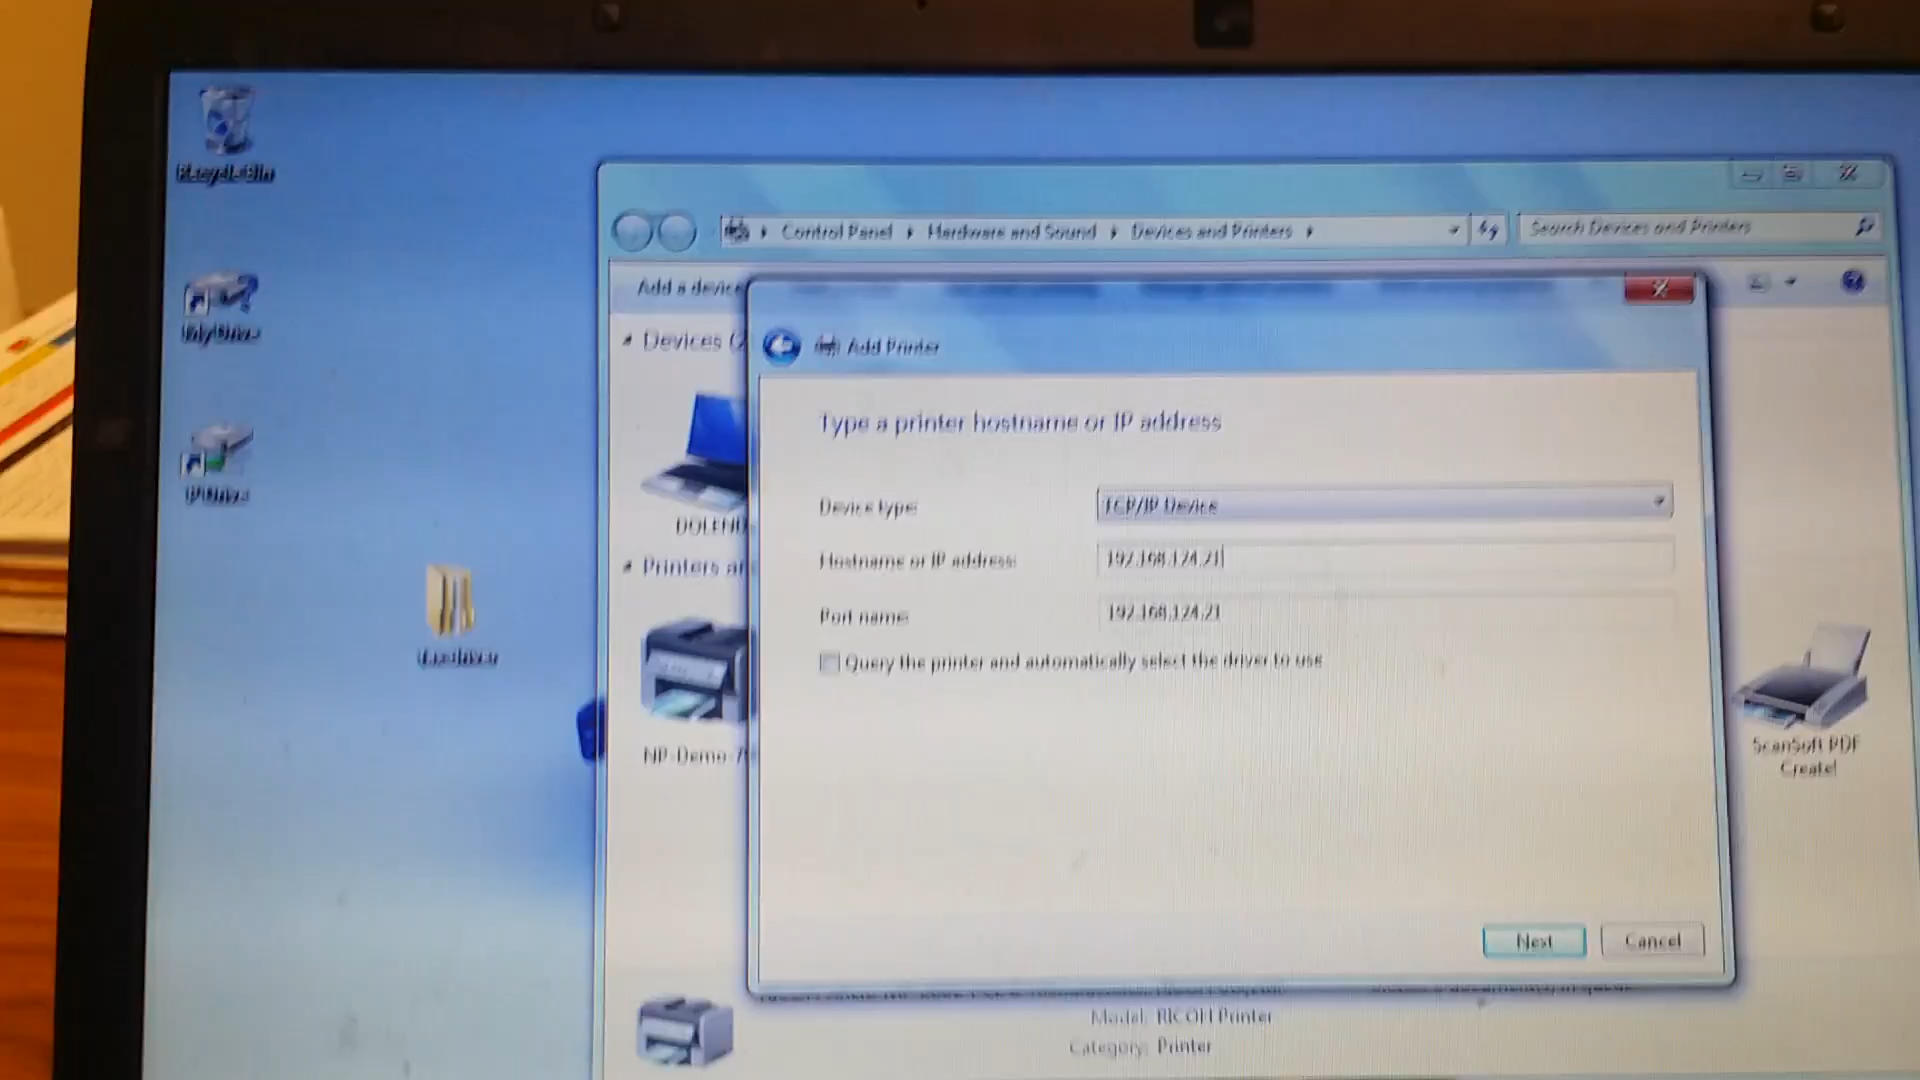 Recycle Bin
Control Panel
Hardware and Sound
Devices and Printers
Search Devices and Printers
Add a device
Devices (2
Add Printer
Type a printer hostname or IP address
Device type:
TCP/IP Device
Hostname or IP address:
192.168.124.21
Port name:
192.168.124.21
Query the printer and automatically select the driver to use
Printers an
NP-Demo
ScanSoft PDF
Create!
Next
Cancel
Model: RICOH Printer
Category: Printer